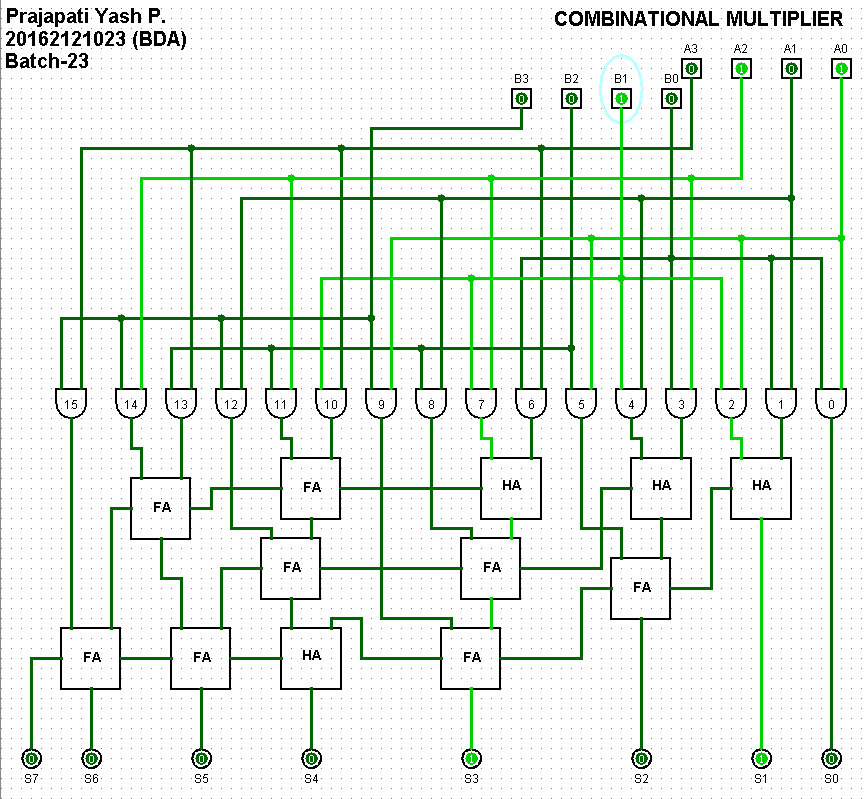 Prajapati Yash P.
20162121023 (BDA)
Batch-23
COMBINATIONAL MULTIPLIER
A3 A2 A1 A0
0 1 0 1
B3 B2 B1 B0
0 0 1 0
15 14 13 12 11 10 9 8 7 6 5 4 3 2 1 0
FA HA HA HA
FA
FA FA
FA
FA FA HA FA
0 0 0 0 1 0 1 0
S7 S6 S5 S4 S3 S2 S1 S0